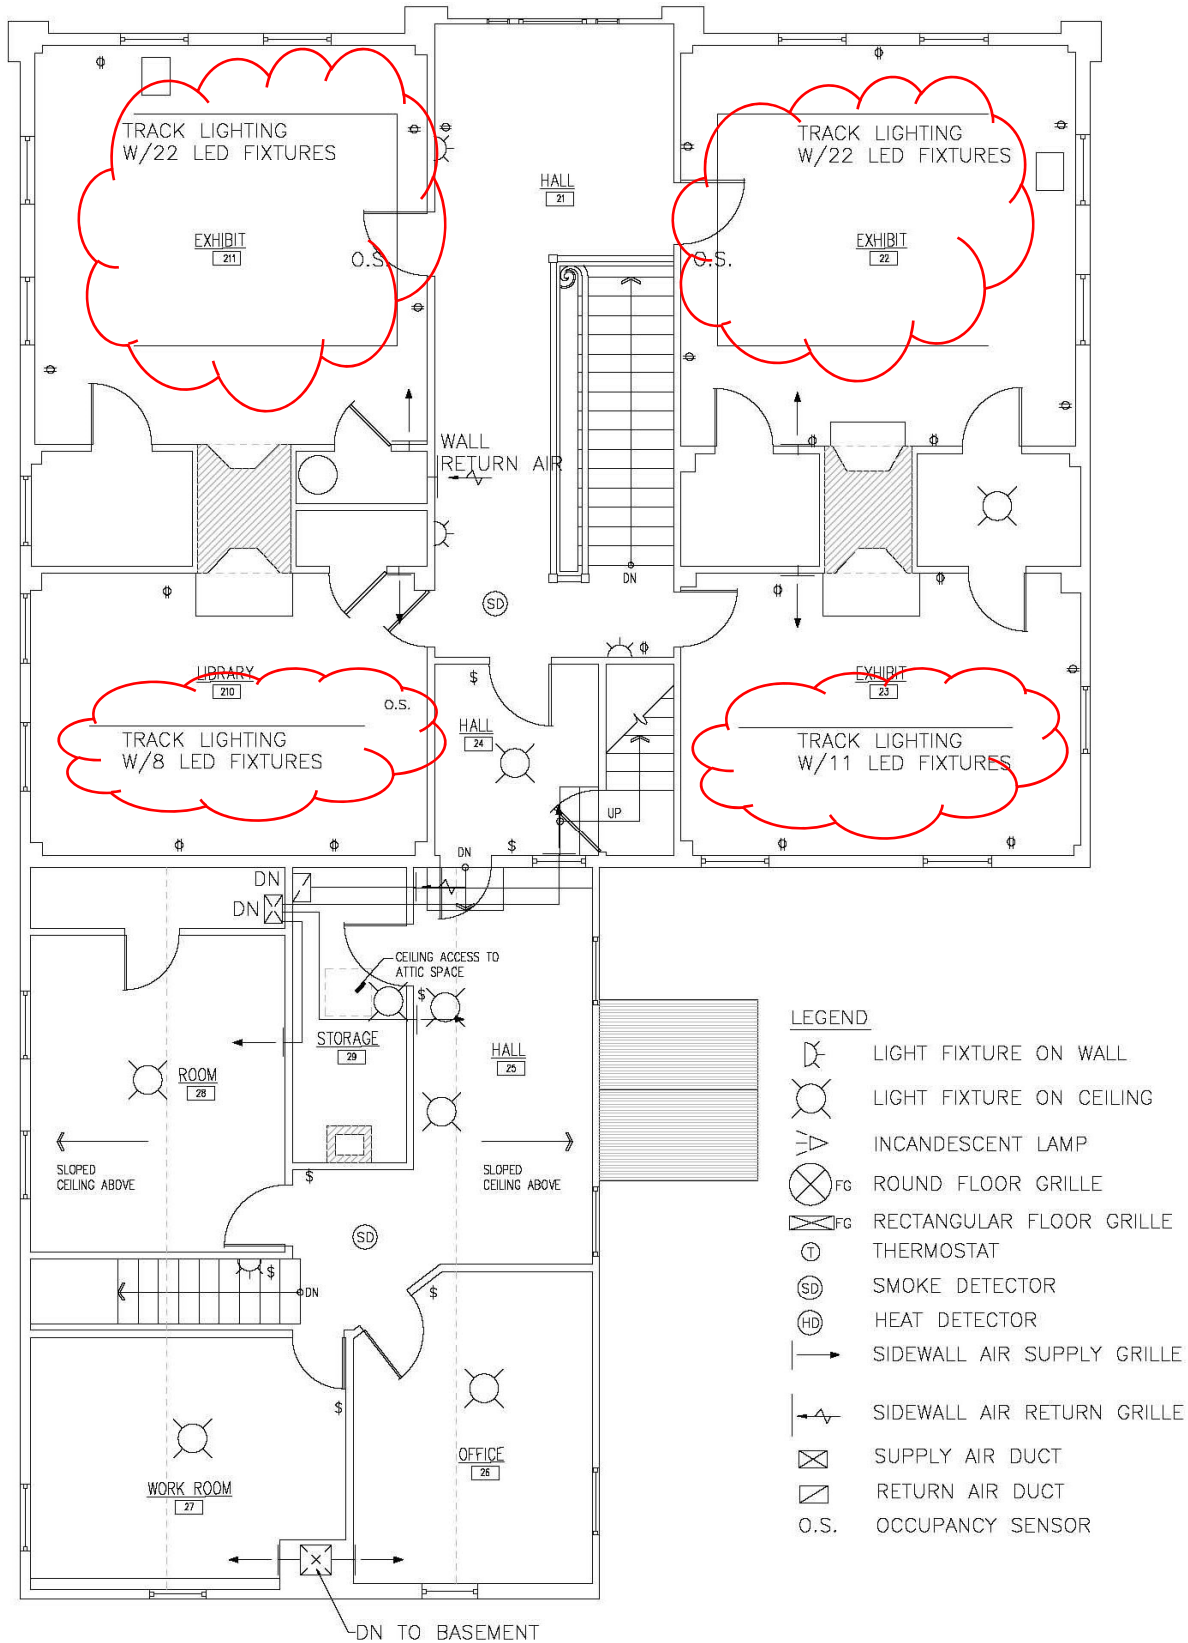 TRACK LIGHTING
W/22 LED FIXTURES
TRACK LIGHTING
W/22 LED FIXTURES
HALL
21
EXHIBIT
211
O.S.
EXHIBIT
22
O.S.
WALL
RETURN AIR
DN
SD
LIBRARY
210
O.S.
TRACK LIGHTING
W/8 LED FIXTURES
$
HALL
24
EXHIBIT
23
TRACK LIGHTING
W/11 LED FIXTURES
UP
$
DN
DN
DN
CEILING ACCESS TO
ATTIC SPACE
$
STORAGE
29
HALL
25
ROOM
28
SLOPED
CEILING ABOVE
SLOPED
CEILING ABOVE
$
SD
$
DN
$
$
WORK ROOM
27
OFFICE
26
DN TO BASEMENT
LEGEND
LIGHT FIXTURE ON WALL
LIGHT FIXTURE ON CEILING
INCANDESCENT LAMP
FG ROUND FLOOR GRILLE
FG RECTANGULAR FLOOR GRILLE
T THERMOSTAT
SD SMOKE DETECTOR
HD HEAT DETECTOR
SIDEWALL AIR SUPPLY GRILLE
SIDEWALL AIR RETURN GRILLE
SUPPLY AIR DUCT
RETURN AIR DUCT
O.S. OCCUPANCY SENSOR